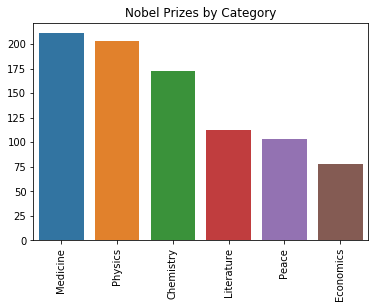 Nobel Prizes by Category
200
175
150
125
100
75
50
25
0
Medicine
Physics
Chemistry
Literature
Peace
Economics